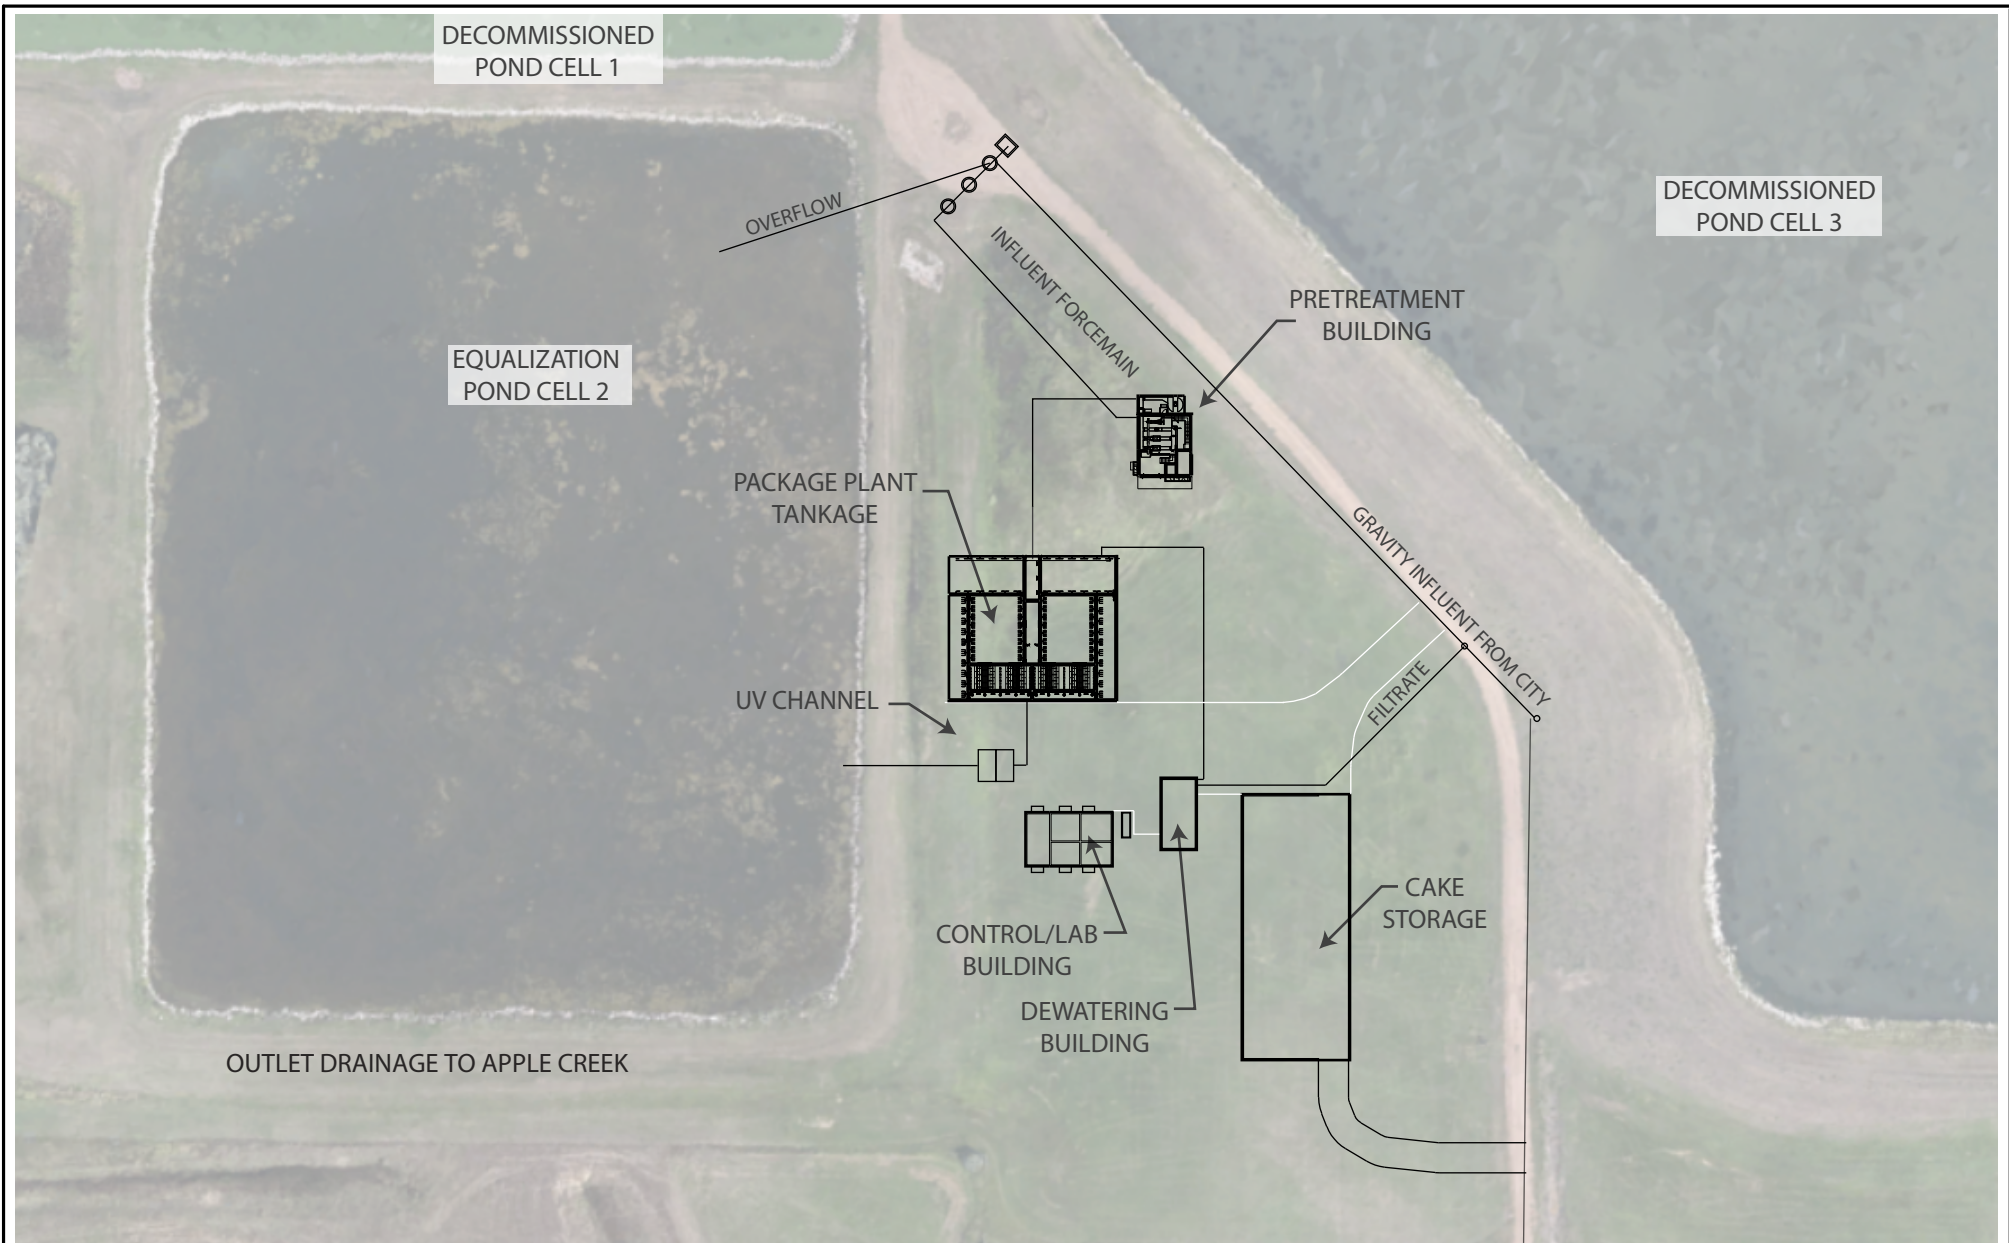 DECOMMISSIONED
POND CELL 1
DECOMMISSIONED
POND CELL 3
OVERFLOW
INFLUENT FORCEMAIN
PRETREATMENT
BUILDING
EQUALIZATION
POND CELL 2
PACKAGE PLANT
TANKAGE
GRAVITY INFLUENT FROM CITY
FILTRATE
UV CHANNEL
CAKE
STORAGE
CONTROL/LAB
BUILDING
DEWATERING
BUILDING
OUTLET DRAINAGE TO APPLE CREEK